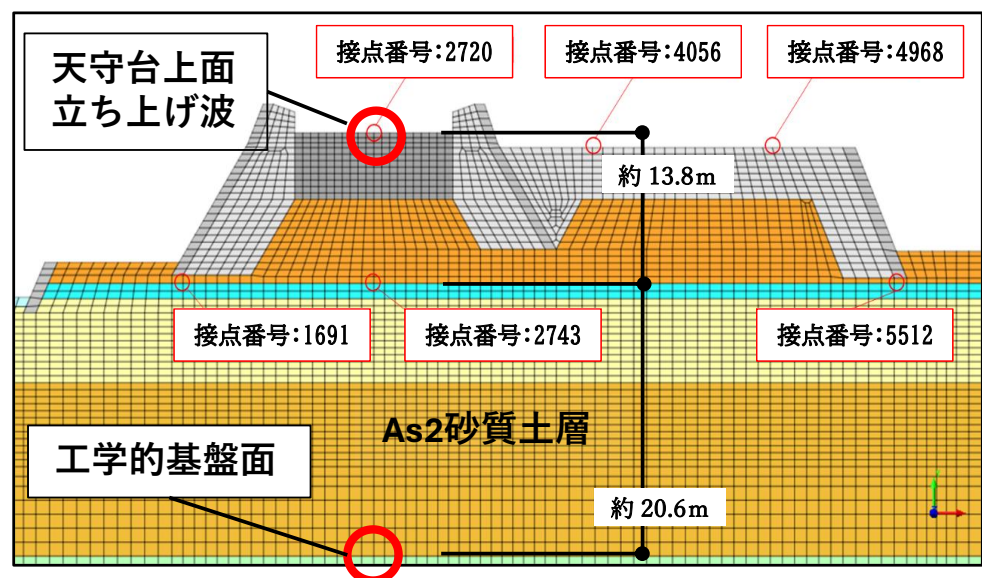 天守台上面
立ち上げ波
接点番号:2720
接点番号:4056
接点番号:4968
約 13.8m
接点番号:1691
接点番号:2743
接点番号:5512
As2砂質土層
工学的基盤面
約 20.6m